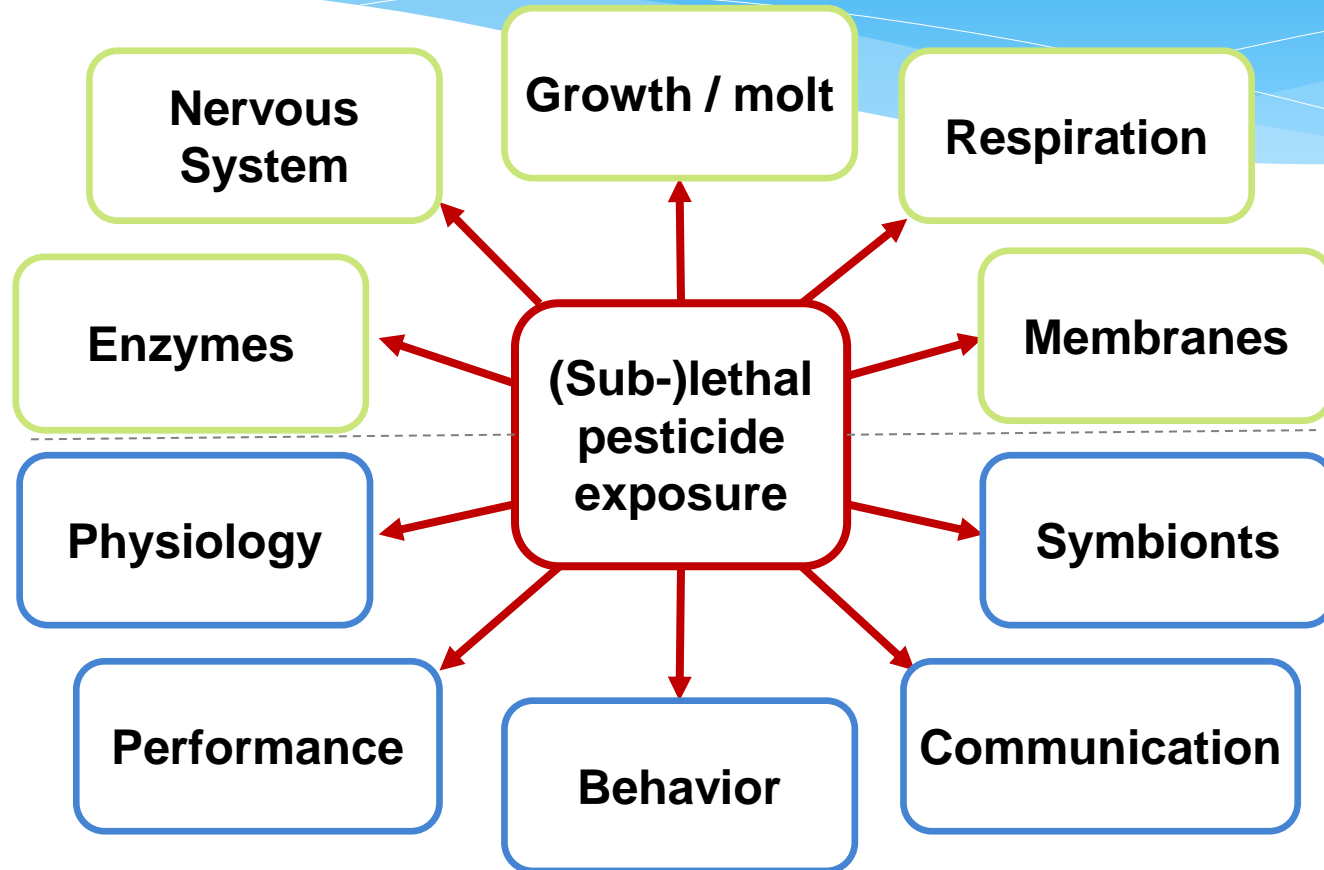 Nervous
System
Growth / molt
Respiration
Enzymes
(Sub-)lethal
pesticide
exposure
Membranes
Physiology
Symbionts
Performance
Behavior
Communication